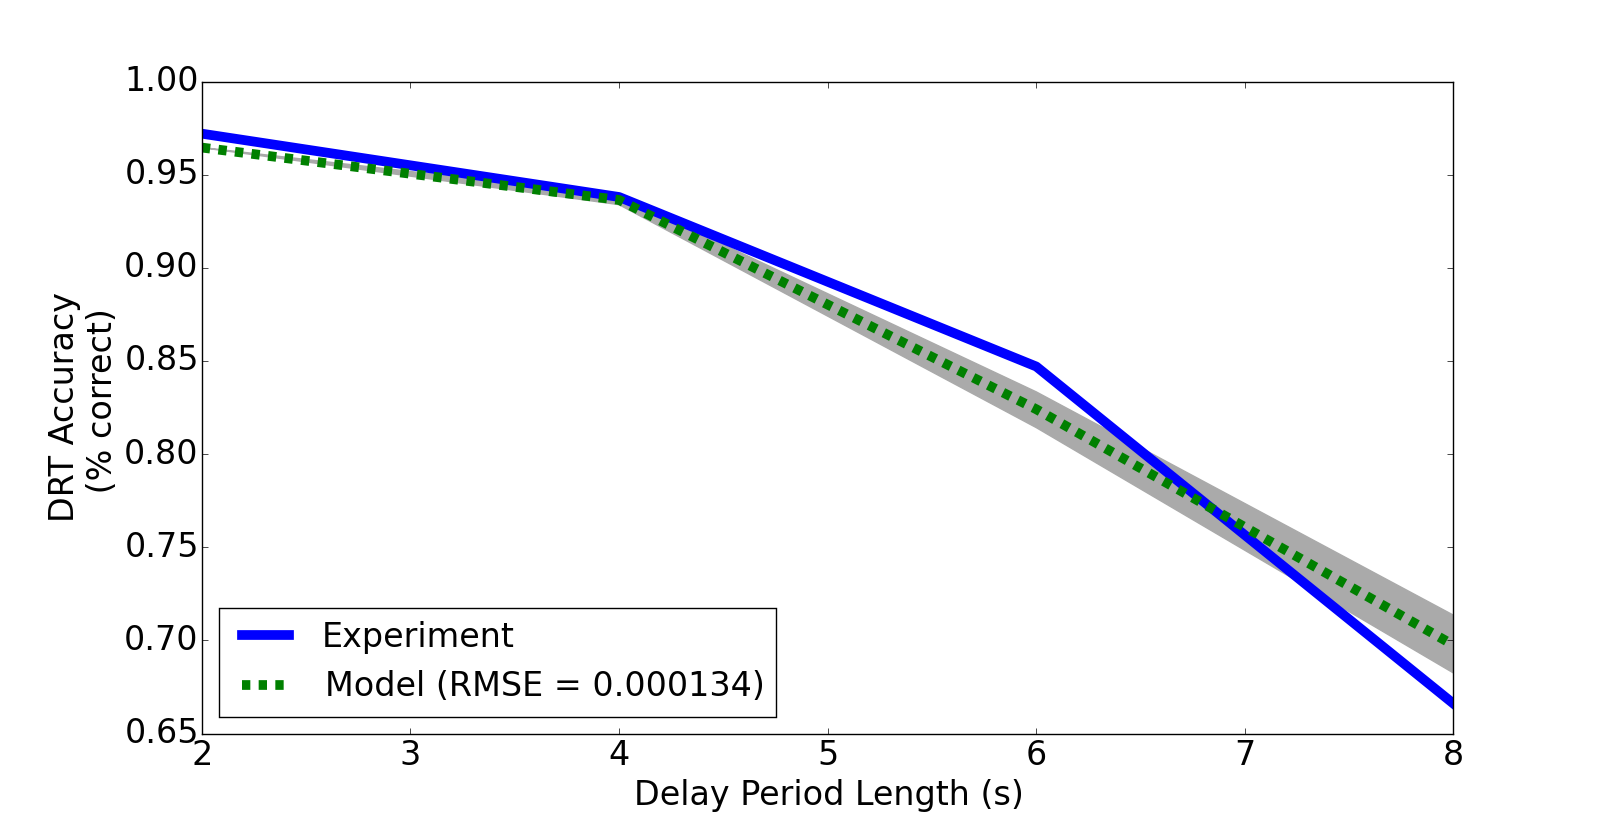 1.00
0.95
0.90
0.85
0.80
0.75
0.70
0.65
DRT Accuracy
(% correct)
Experiment
Model (RMSE = 0.000134)
2 3 4 5 6 7 8
Delay Period Length (s)